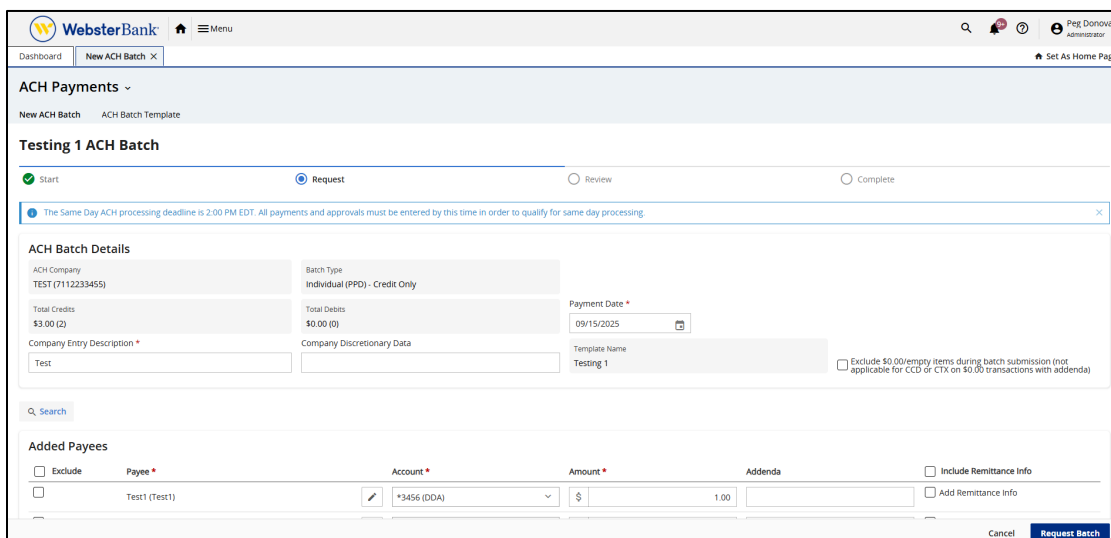 WebsterBank Menu 9+ Peg Donova
Administrator
Dashboard New ACH Batch Set As Home Pag
ACH Payments
New ACH Batch ACH Batch Template
Testing 1 ACH Batch
Start Request Review Complete
The Same Day ACH processing deadline is 2:00 PM EDT. All payments and approvals must be entered by this time in order to qualify for same day processing.
ACH Batch Details
ACH Company Batch Type
TEST (7112233455) Individual (PPD) - Credit Only
Total Credits Total Debits Payment Date *
$3.00 (2) $0.00 (0) 09/15/2025
Company Entry Description * Company Discretionary Data Template Name
Test Testing 1 Exclude $0.00/empty items during batch submission (not
applicable for CCD or CTX on $0.00 transactions with addenda)
Search
Added Payees
Exclude Payee * Account * Amount * Addenda Include Remittance Info
Test1 (Test1) *3456 (DDA) $ 1.00 Add Remittance Info
Cancel Request Batch